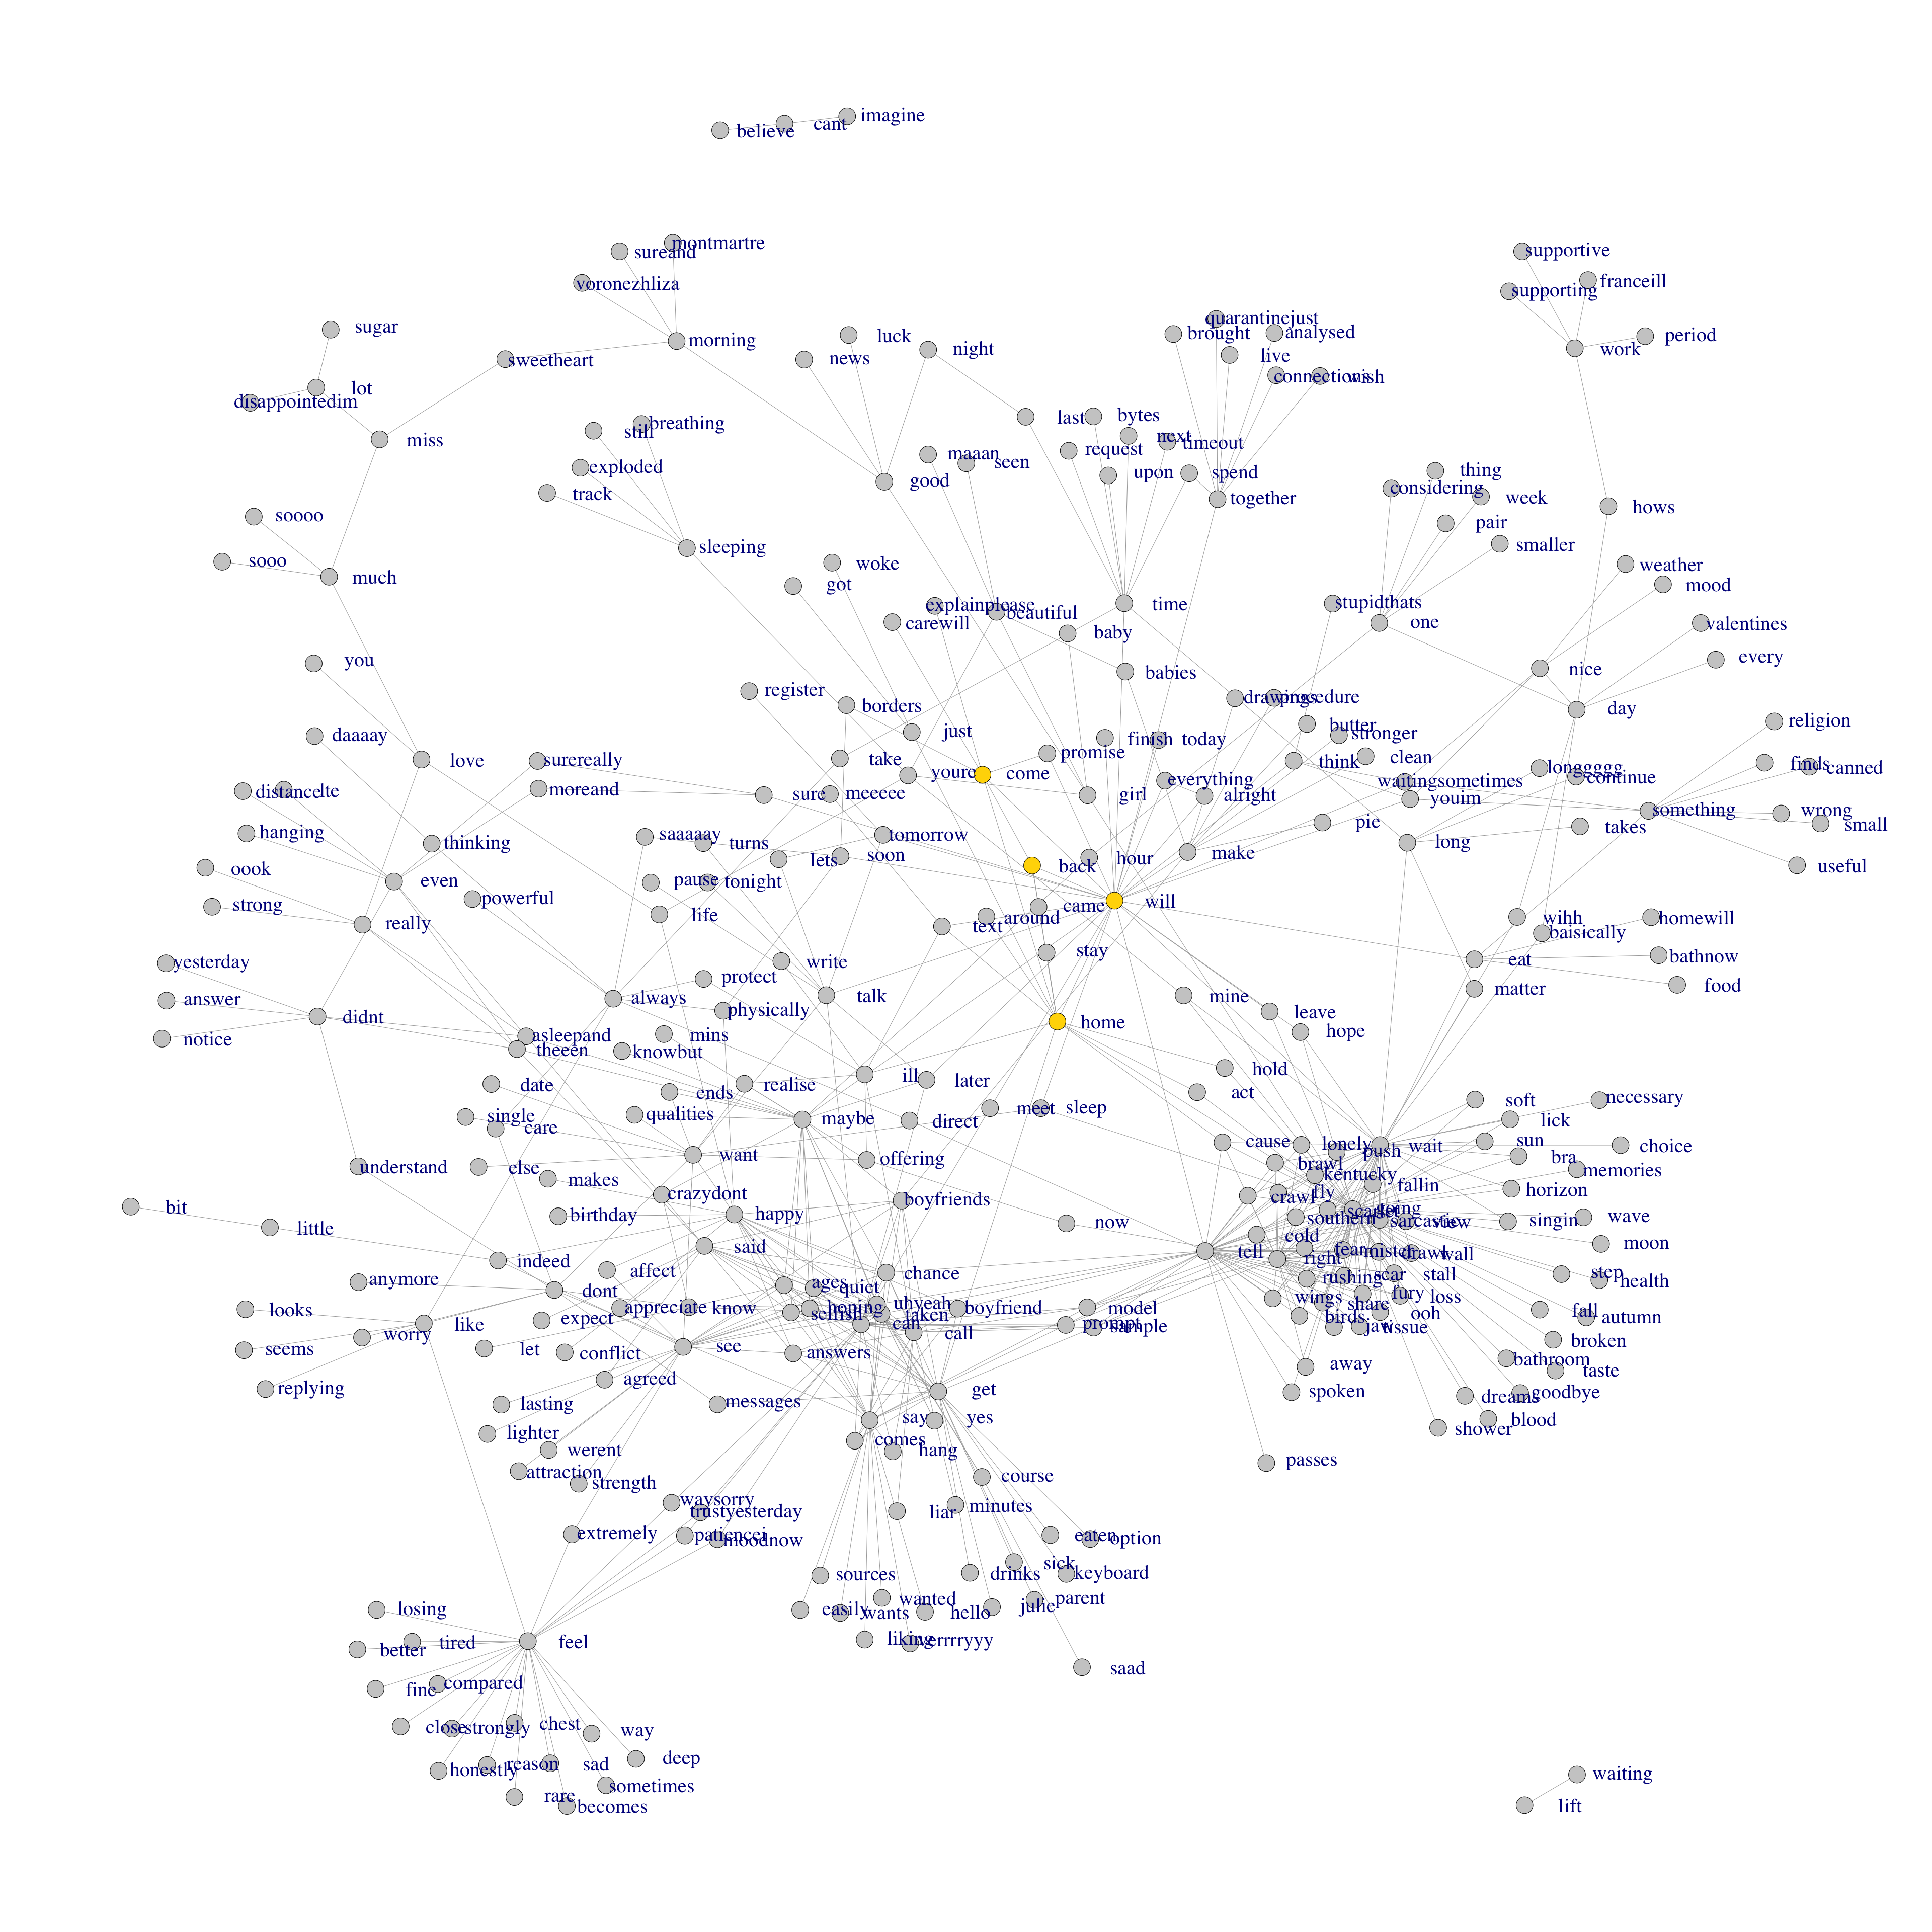 imagine
cant
believe
montmartre
sureand
voronezhliza
supportive
franceill
supporting
sugar
quarantinejust
brought
analysed
luck
morning
night
news
live
period
work
sweetheart
connections
wish
lot
disappointedim
breathing
still
last
bytes
next
timeout
miss
maaan
request
seen
exploded
upon
spend
thing
good
considering
track
together
week
soooo
pair
hows
sleeping
smaller
sooo
woke
weather
much
got
mood
explainplease
beautiful
time
stupidthats
carewill
one
valentines
baby
you
every
babies
nice
register
drawings
procedure
borders
day
butter
religion
daaaay
just
finish
today
stronger
promise
clean
surereally
love
take
think
finds
canned
youre
come
longgggg
continue
everything
waitingsometimes
distance
lte
moreand
sure
meeeee
girl
alright
youim
something
wrong
small
hanging
pie
takes
thinking
saaaaay
turns
tomorrow
long
lets
soon
back
hour
make
oook
useful
even
pause
tonight
powerful
will
strong
life
came
around
wihh
homewill
really
text
baisically
stay
yesterday
write
eat
bathnow
protect
food
answer
always
talk
mine
matter
physically
leave
didnt
home
hope
mins
asleepand
notice
theeen
knowbut
hold
date
realise
ill
later
act
ends
soft
necessary
single
qualities
maybe
direct
meet
sleep
lick
care
cause
lonely
wait
sun
choice
push
want
offering
brawl
bra
understand
else
kentucky
memories
makes
fly
fallin
crazydont
boyfriends
crawl
horizon
bit
birthday
happy
now
scarlet
going
southern
sarcastic
view
singin
wave
little
cold
said
tell
right
fear
mister
drawl
wall
moon
indeed
affect
chance
rushing
scar
stall
step
anymore
dont
ages
quiet
health
looks
appreciate
know
hoping
uhyeah
boyfriend
model
wings
share
fury
loss
fall
expect
selfish
taken
birds
ooh
autumn
like
can
call
prompt
sample
jaw
tissue
worry
broken
seems
let
conflict
see
answers
away
bathroom
taste
replying
agreed
get
spoken
dreams
goodbye
lasting
messages
say
yes
blood
lighter
comes
shower
werent
hang
passes
attraction
strength
course
waysorry
minutes
trustyesterday
liar
extremely
patiencei
moodnow
eaten
option
sources
drinks
sick
keyboard
losing
easily
wants
wanted
hello
julie
parent
better
tired
feel
liking
verrrryyy
saad
fine
compared
close
strongly
chest
way
honestly
reason
sad
deep
waiting
rare
sometimes
becomes
lift